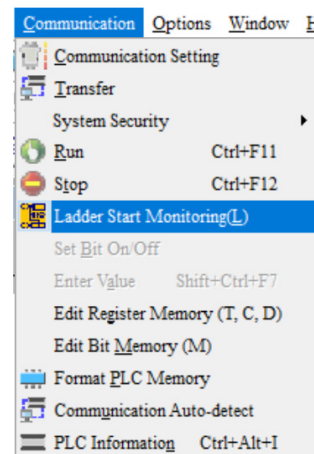 Communication Options Window H
Communication Setting
Transfer
System Security
Run Ctrl+F11
Stop Ctrl+F12
Ladder Start Monitoring(L)
Set Bit On/Off
Enter Value Shift+Ctrl+F7
Edit Register Memory (T, C, D)
Edit Bit Memory (M)
Format PLC Memory
Communication Auto-detect
PLC Information Ctrl+Alt+I